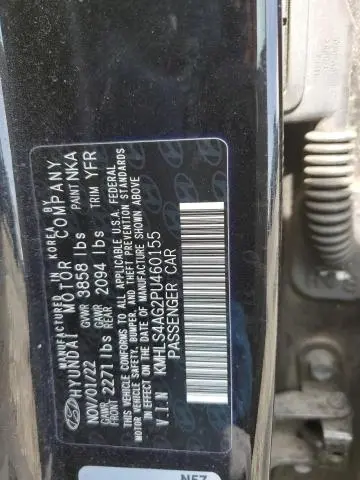 MANUFACTURED IN KOREA BY
HYUNDAI MOTOR COMPANY
NOV/01/22 GVWR 3858 lbs PAINT NKA
GAWR FRONT 2271 lbs GAWR REAR 2094 lbs TRIM YFR
THIS VEHICLE CONFORMS TO ALL APPLICABLE U.S.A. FEDERAL
MOTOR VEHICLE SAFETY, BUMPER, AND THEFT PREVENTION STANDARDS
IN EFFECT ON THE DATE OF MANUFACTURE SHOWN ABOVE
V.I.N KMHLS4AG2PU460155
PASSENGER CAR
N57